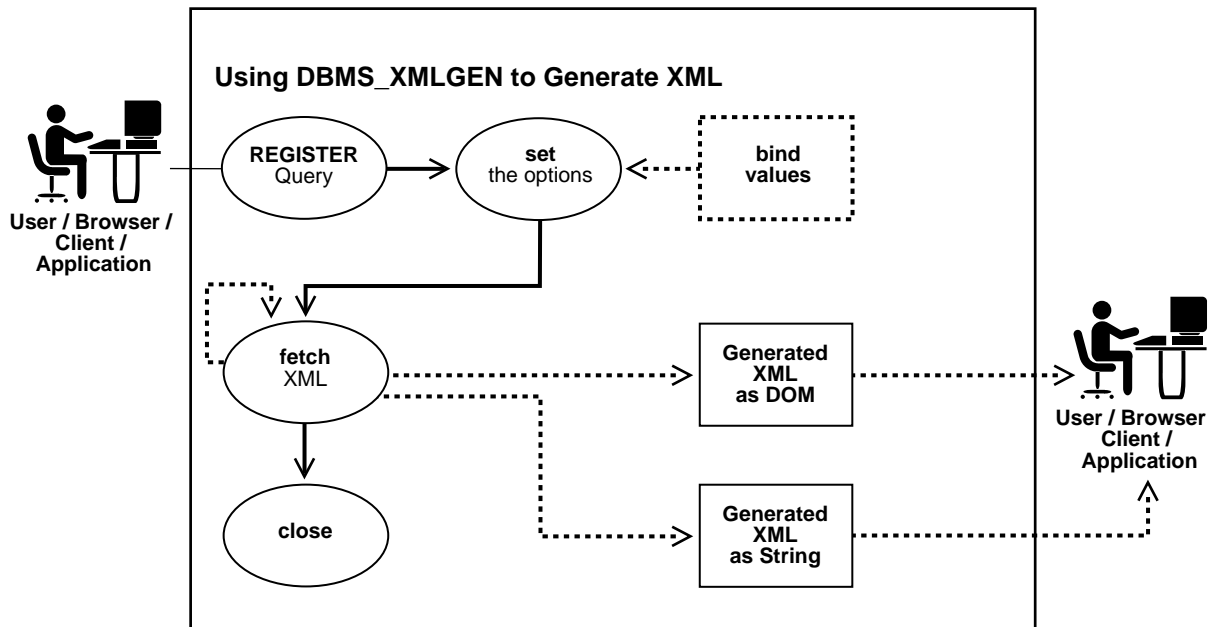 Using DBMS_XMLGEN to Generate XML
REGISTER
Query
set
the options
bind
values
User / Browser /
Client /
Application
fetch
XML
Generated
XML
as DOM
User / Browser
Client /
Application
close
Generated
XML
as String